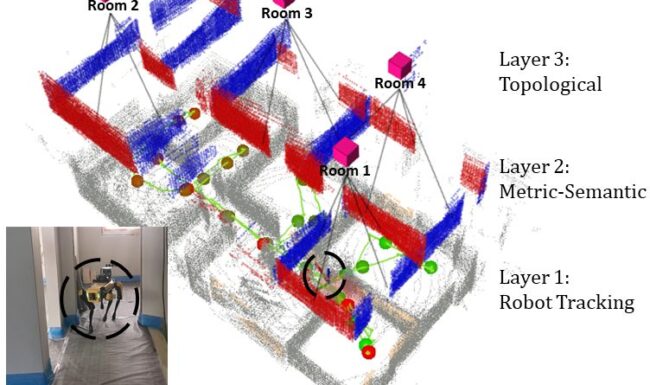 Room 2
Room 3
Room 4
Room 1
Layer 3:
Topological
Layer 2:
Metric-Semantic
Layer 1:
Robot Tracking